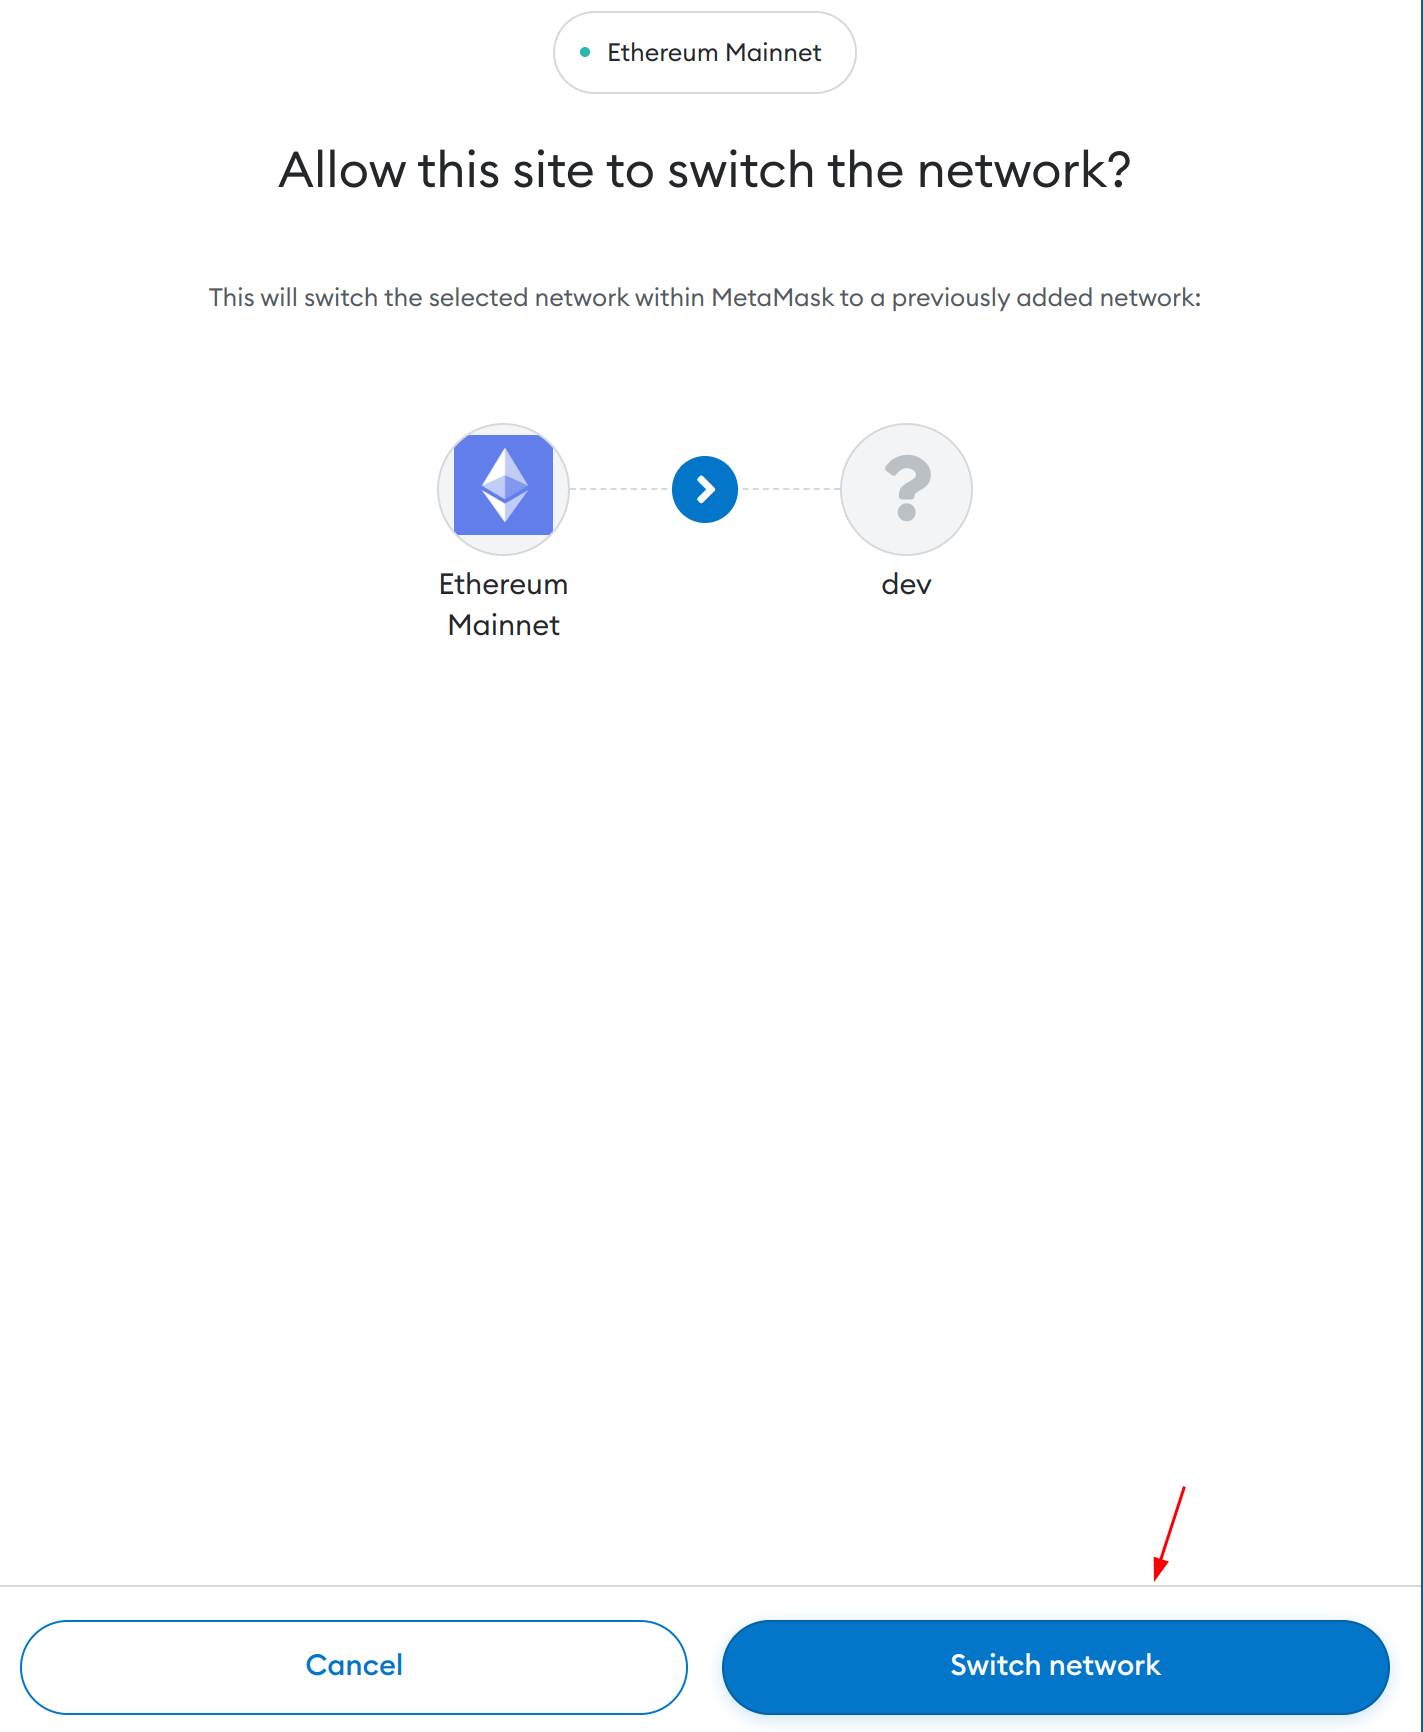 Ethereum Mainnet
Allow this site to switch the network?
This will switch the selected network within MetaMask to a previously added network:
Ethereum
Mainnet
dev
Cancel
Switch network